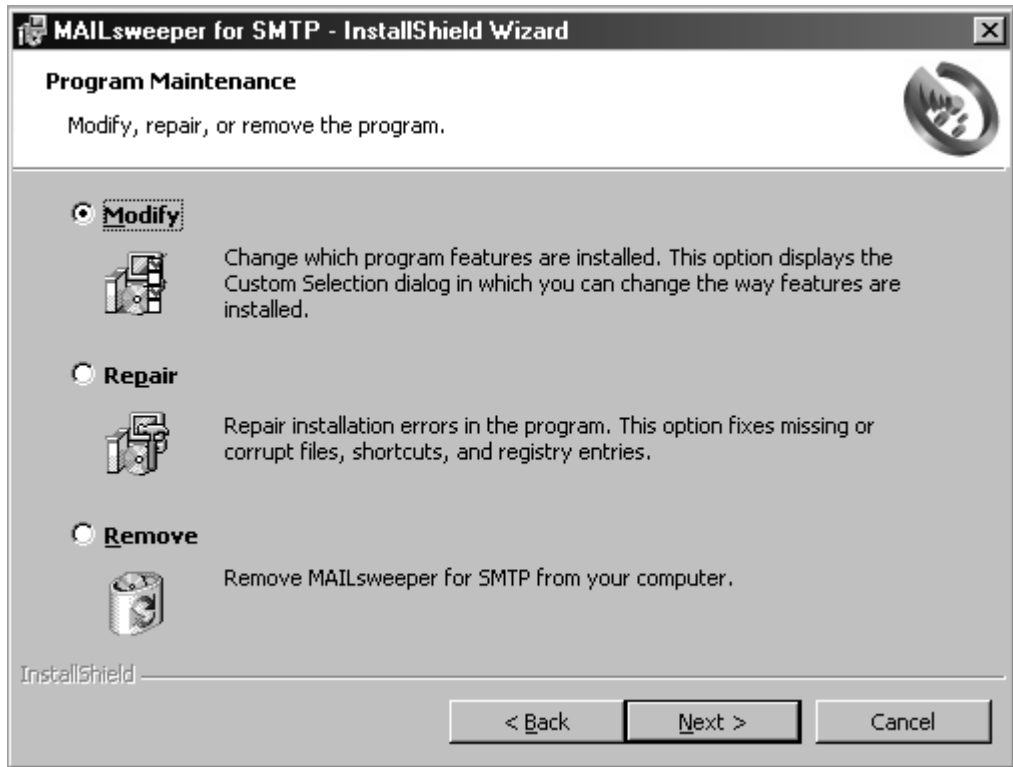 MAILsweeper for SMTP - InstallShield Wizard
Program Maintenance
Modify, repair, or remove the program.
Modify
Change which program features are installed. This option displays the
Custom Selection dialog in which you can change the way features are
installed.
Repair
Repair installation errors in the program. This option fixes missing or
corrupt files, shortcuts, and registry entries.
Remove
Remove MAILsweeper for SMTP from your computer.
InstallShield
< Back
Next >
Cancel